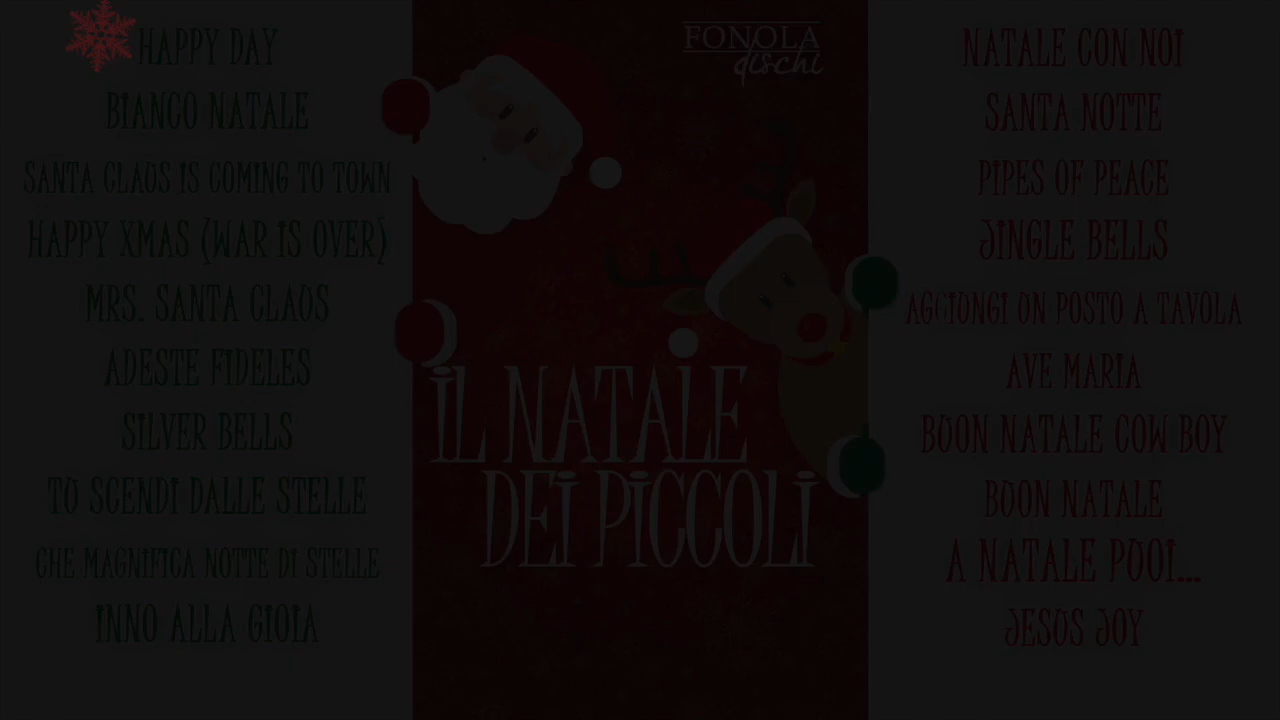 HAPPY DAY
BIANCO NATALE
SANTA CLAUS IS COMING TO TOWN
HAPPY XMAS (WAR IS OVER)
MRS. SANTA CLAUS
ADESTE FIDELES
SILVER BELLS
TU SCENDI DALLE STELLE
CHE MAGNIFICA NOTTE DI STELLE
INNO ALLA GIOIA
FONOLA
dischi
IL NATALE
DEI PICCOLI
NATALE CON NOI
SANTA NOTTE
PIPES OF PEACE
JINGLE BELLS
AGGIUNGI UN POSTO A TAVOLA
AVE MARIA
BUON NATALE COW BOY
BUON NATALE
A NATALE PUOI...
JESUS JOY